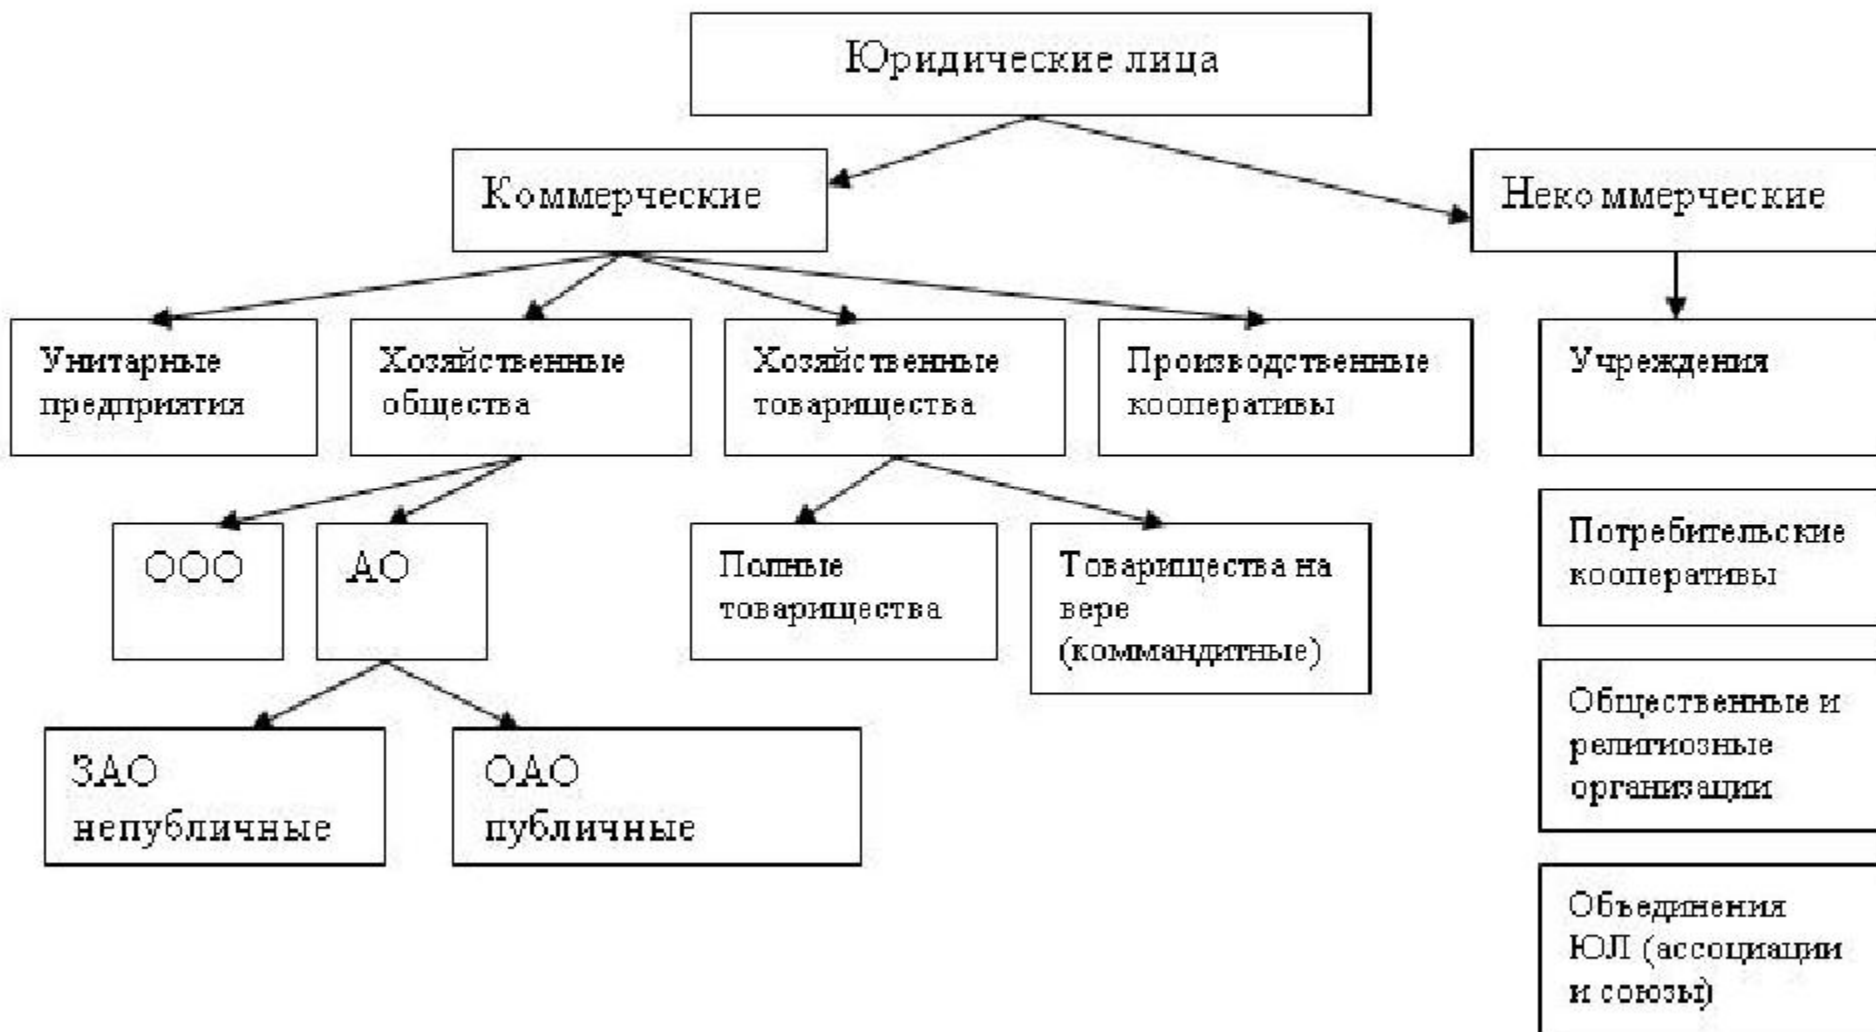 Юридические лица
Коммерческие
Некоммерческие
Унитарные
предприятия
Хозяйственные
общества
Хозяйственные
товарищества
Производственные
кооперативы
Учреждения
ООО
АО
Полные
товарищества
Товарищества на
вере
(коммандитные)
Потребительские
кооперативы
ЗАО
непубличные
ОАО
публичные
Общественные и
религиозные
организации
Объединения
ЮЛ (ассоциации
и союзы)